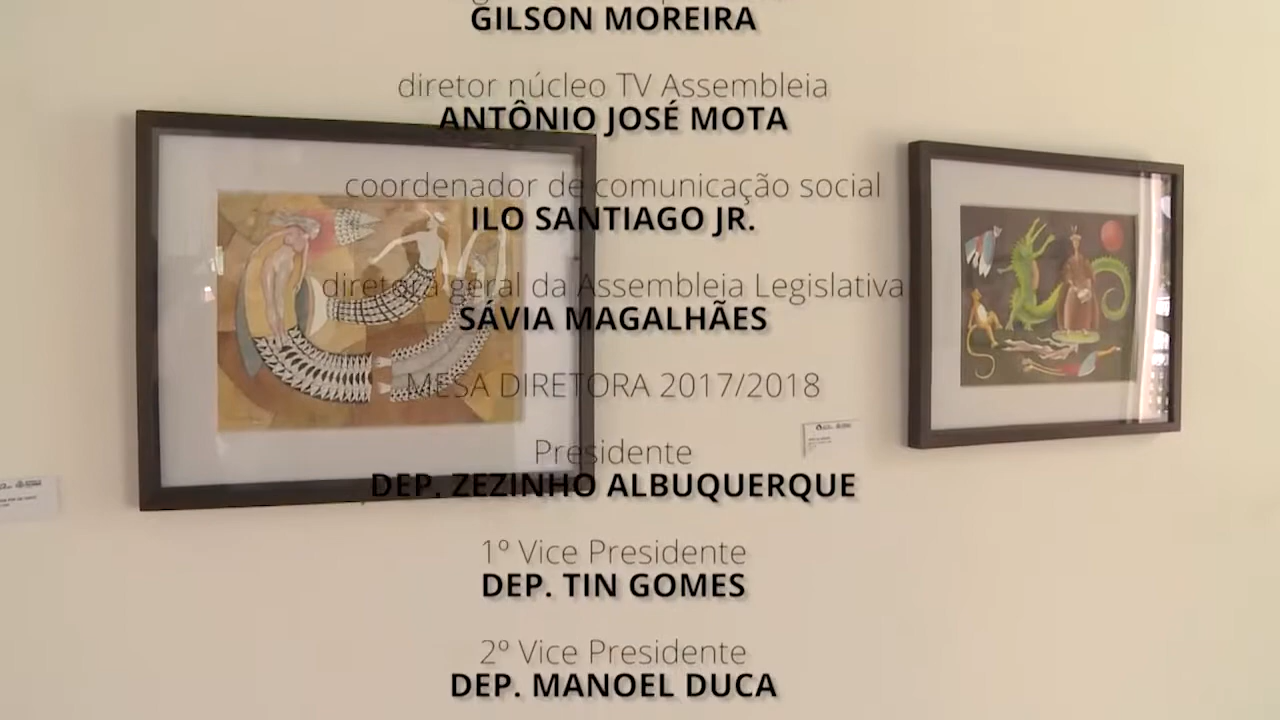 GILSON MOREIRA
diretor núcleo TV Assembleia
ANTÔNIO JOSÉ MOTA
coordenador de comunicação social
ILO SANTIAGO JR.
diretora geral da Assembleia Legislativa
SÁVIA MAGALHÃES
MESA DIRETORA 2017/2018
Presidente
DEP. ZEZINHO ALBUQUERQUE
1º Vice Presidente
DEP. TIN GOMES
2º Vice Presidente
DEP. MANOEL DUCA